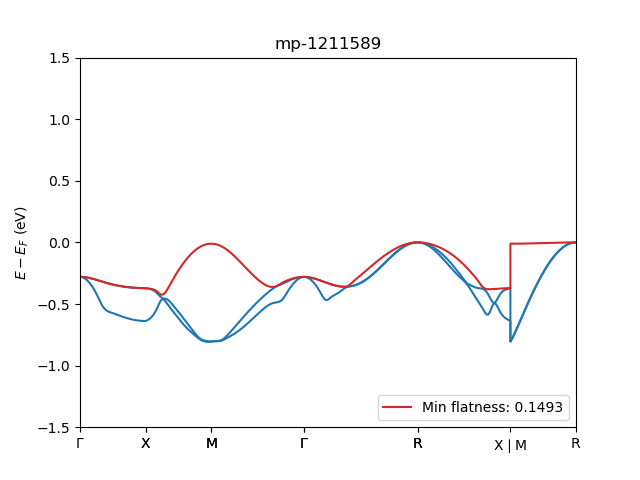 mp-1211589
E − E_F (eV)
1.5
1.0
0.5
0.0
−0.5
−1.0
−1.5
Γ X M Γ R X | M R
Min flatness: 0.1493